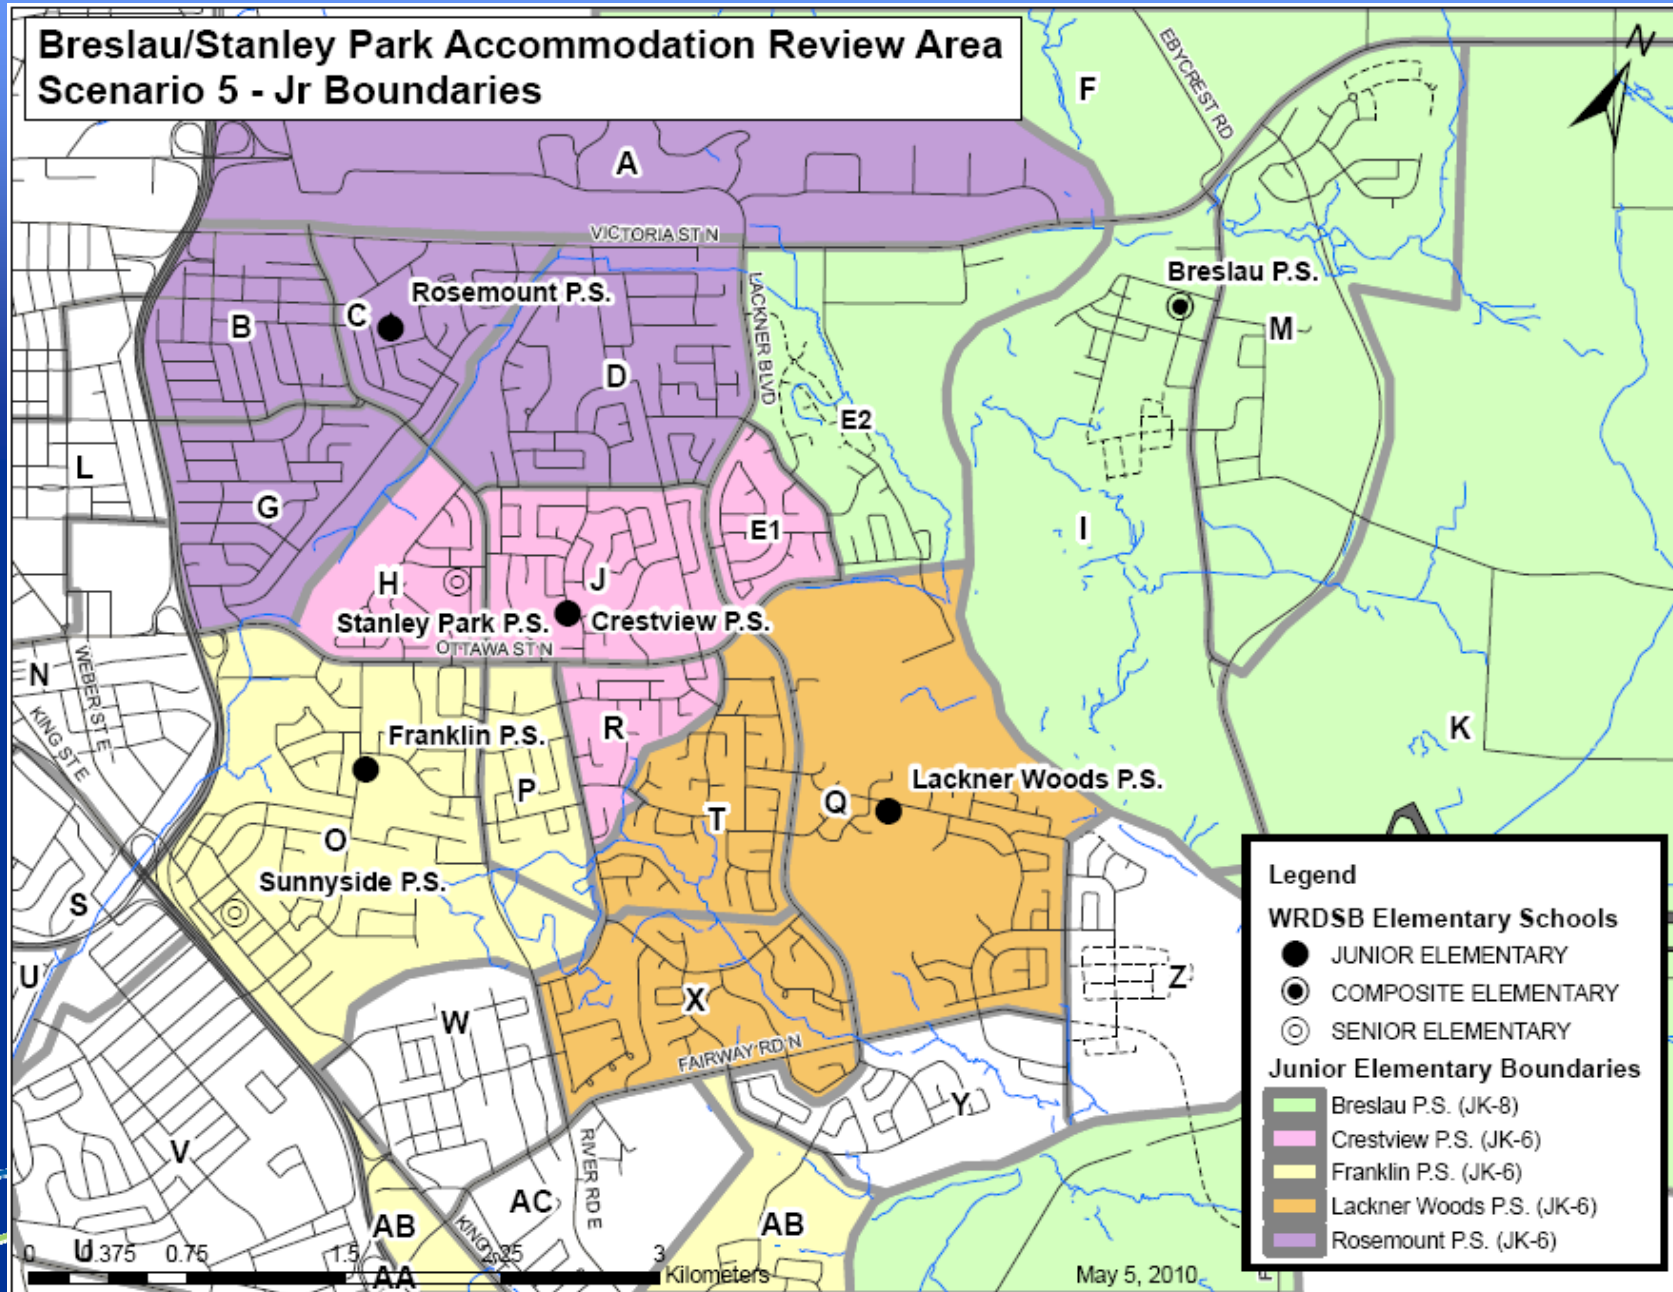 Breslau/Stanley Park Accommodation Review Area
Scenario 5 - Jr Boundaries
N
F
EBYCREST RD
A
VICTORIA ST N
Breslau P.S.
Rosemount P.S.
B
C
M
LACKNER BLVD
D
E2
L
G
E1
I
H
J
Stanley Park P.S.
Crestview P.S.
OTTAWA ST N
N
WEBER ST E
KING ST E
K
R
Franklin P.S.
Lackner Woods P.S.
P
T
Q
O
Sunnyside P.S.
S
U
Z
X
W
FAIRWAY RD N
Y
V
RIVER RD E
AC
AB
AB
KING ST
U
AA
0 0.375 0.75 1.5 2.25 3
Kilometers
May 5, 2010
Legend
WRDSB Elementary Schools
JUNIOR ELEMENTARY
COMPOSITE ELEMENTARY
SENIOR ELEMENTARY
Junior Elementary Boundaries
Breslau P.S. (JK-8)
Crestview P.S. (JK-6)
Franklin P.S. (JK-6)
Lackner Woods P.S. (JK-6)
Rosemount P.S. (JK-6)